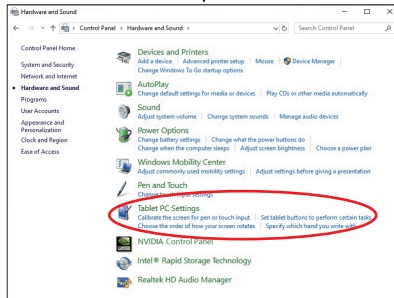 Hardware and Sound
Control Panel > Hardware and Sound >
Search Control Panel
Control Panel Home
System and Security
Network and Internet
Hardware and Sound
Programs
User Accounts
Appearance and
Personalization
Clock and Region
Ease of Access
Devices and Printers
Add a device | Advanced printer setup | Mouse | Device Manager |
Change Windows To Go startup options
AutoPlay
Change default settings for media or devices | Play CDs or other media automatically
Sound
Adjust system volume | Change system sounds | Manage audio devices
Power Options
Change battery settings | Change what the power buttons do |
Change when the computer sleeps | Adjust screen brightness | Choose a power plan
Windows Mobility Center
Adjust commonly used mobility settings | Adjust settings before giving a presentation
Pen and Touch
Change touch input settings
Tablet PC Settings
Calibrate the screen for pen or touch input | Set tablet buttons to perform certain tasks
Choose the order of how your screen rotates | Specify which hand you write with
NVIDIA Control Panel
Intel® Rapid Storage Technology
Realtek HD Audio Manager